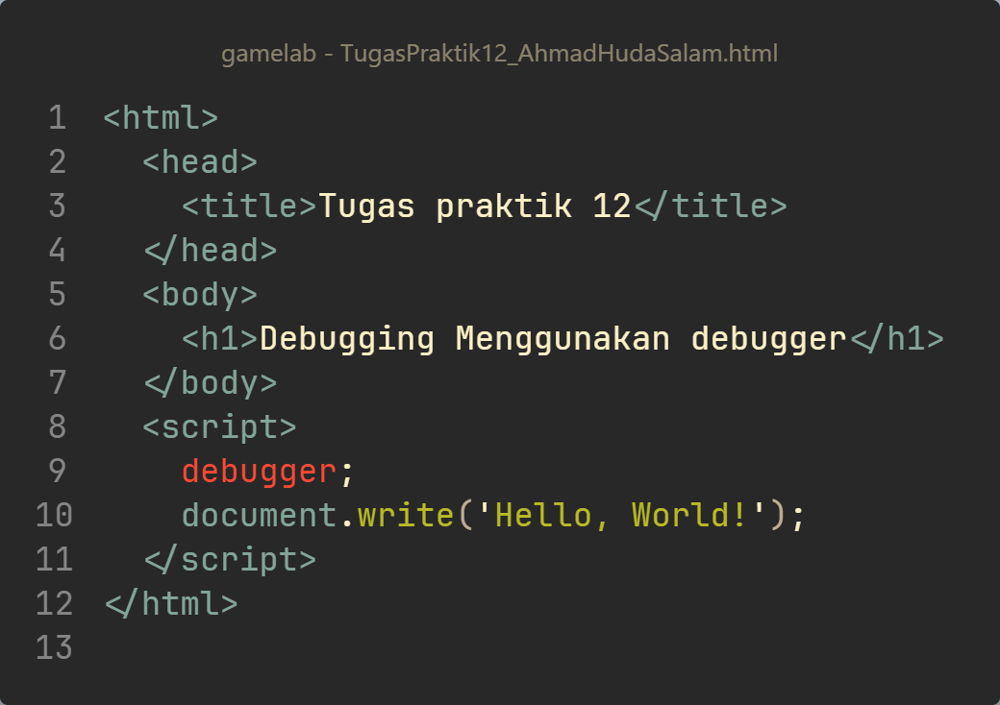 gamelab - TugasPraktik12_AhmadHudaSalam.html
1 <html>
2   <head>
3     <title>Tugas praktik 12</title>
4   </head>
5   <body>
6     <h1>Debugging Menggunakan debugger</h1>
7   </body>
8   <script>
9     debugger;
10     document.write('Hello, World!');
11   </script>
12 </html>
13